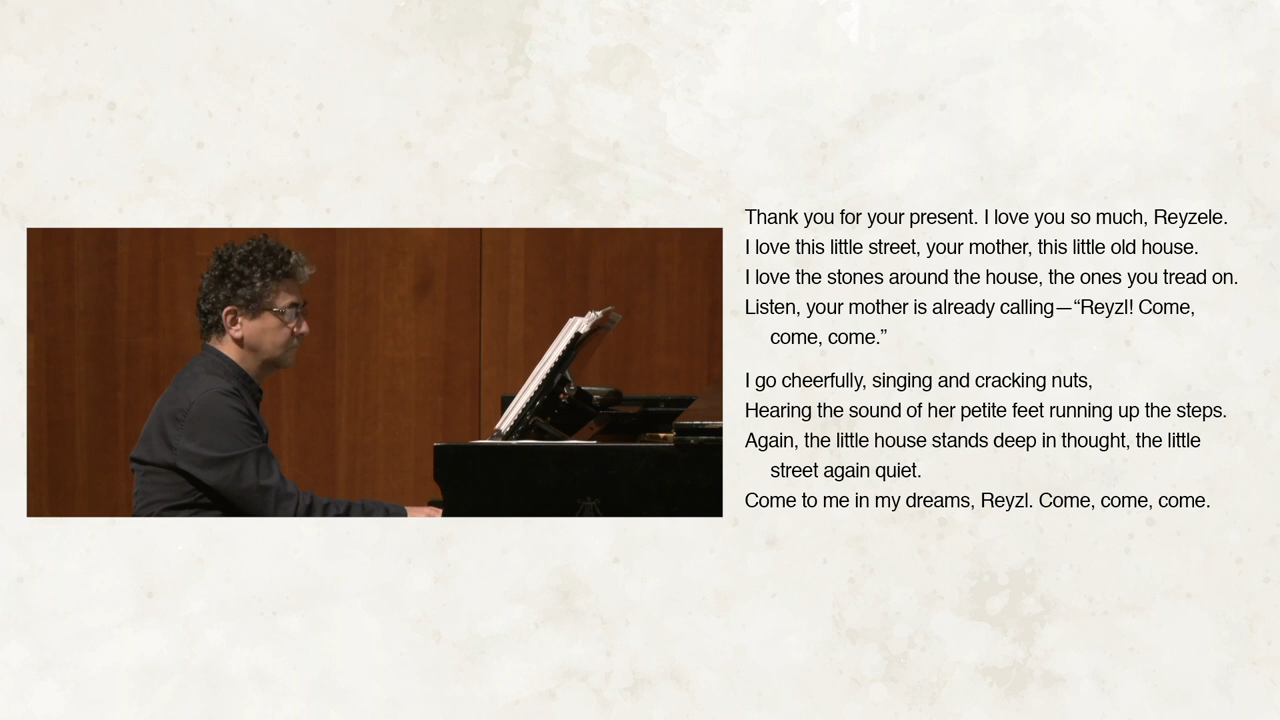 Thank you for your present. I love you so much, Reyzele.
I love this little street, your mother, this little old house.
I love the stones around the house, the ones you tread on.
Listen, your mother is already calling—“Reyzl! Come,
come, come.”
I go cheerfully, singing and cracking nuts,
Hearing the sound of her petite feet running up the steps.
Again, the little house stands deep in thought, the little
street again quiet.
Come to me in my dreams, Reyzl. Come, come, come.